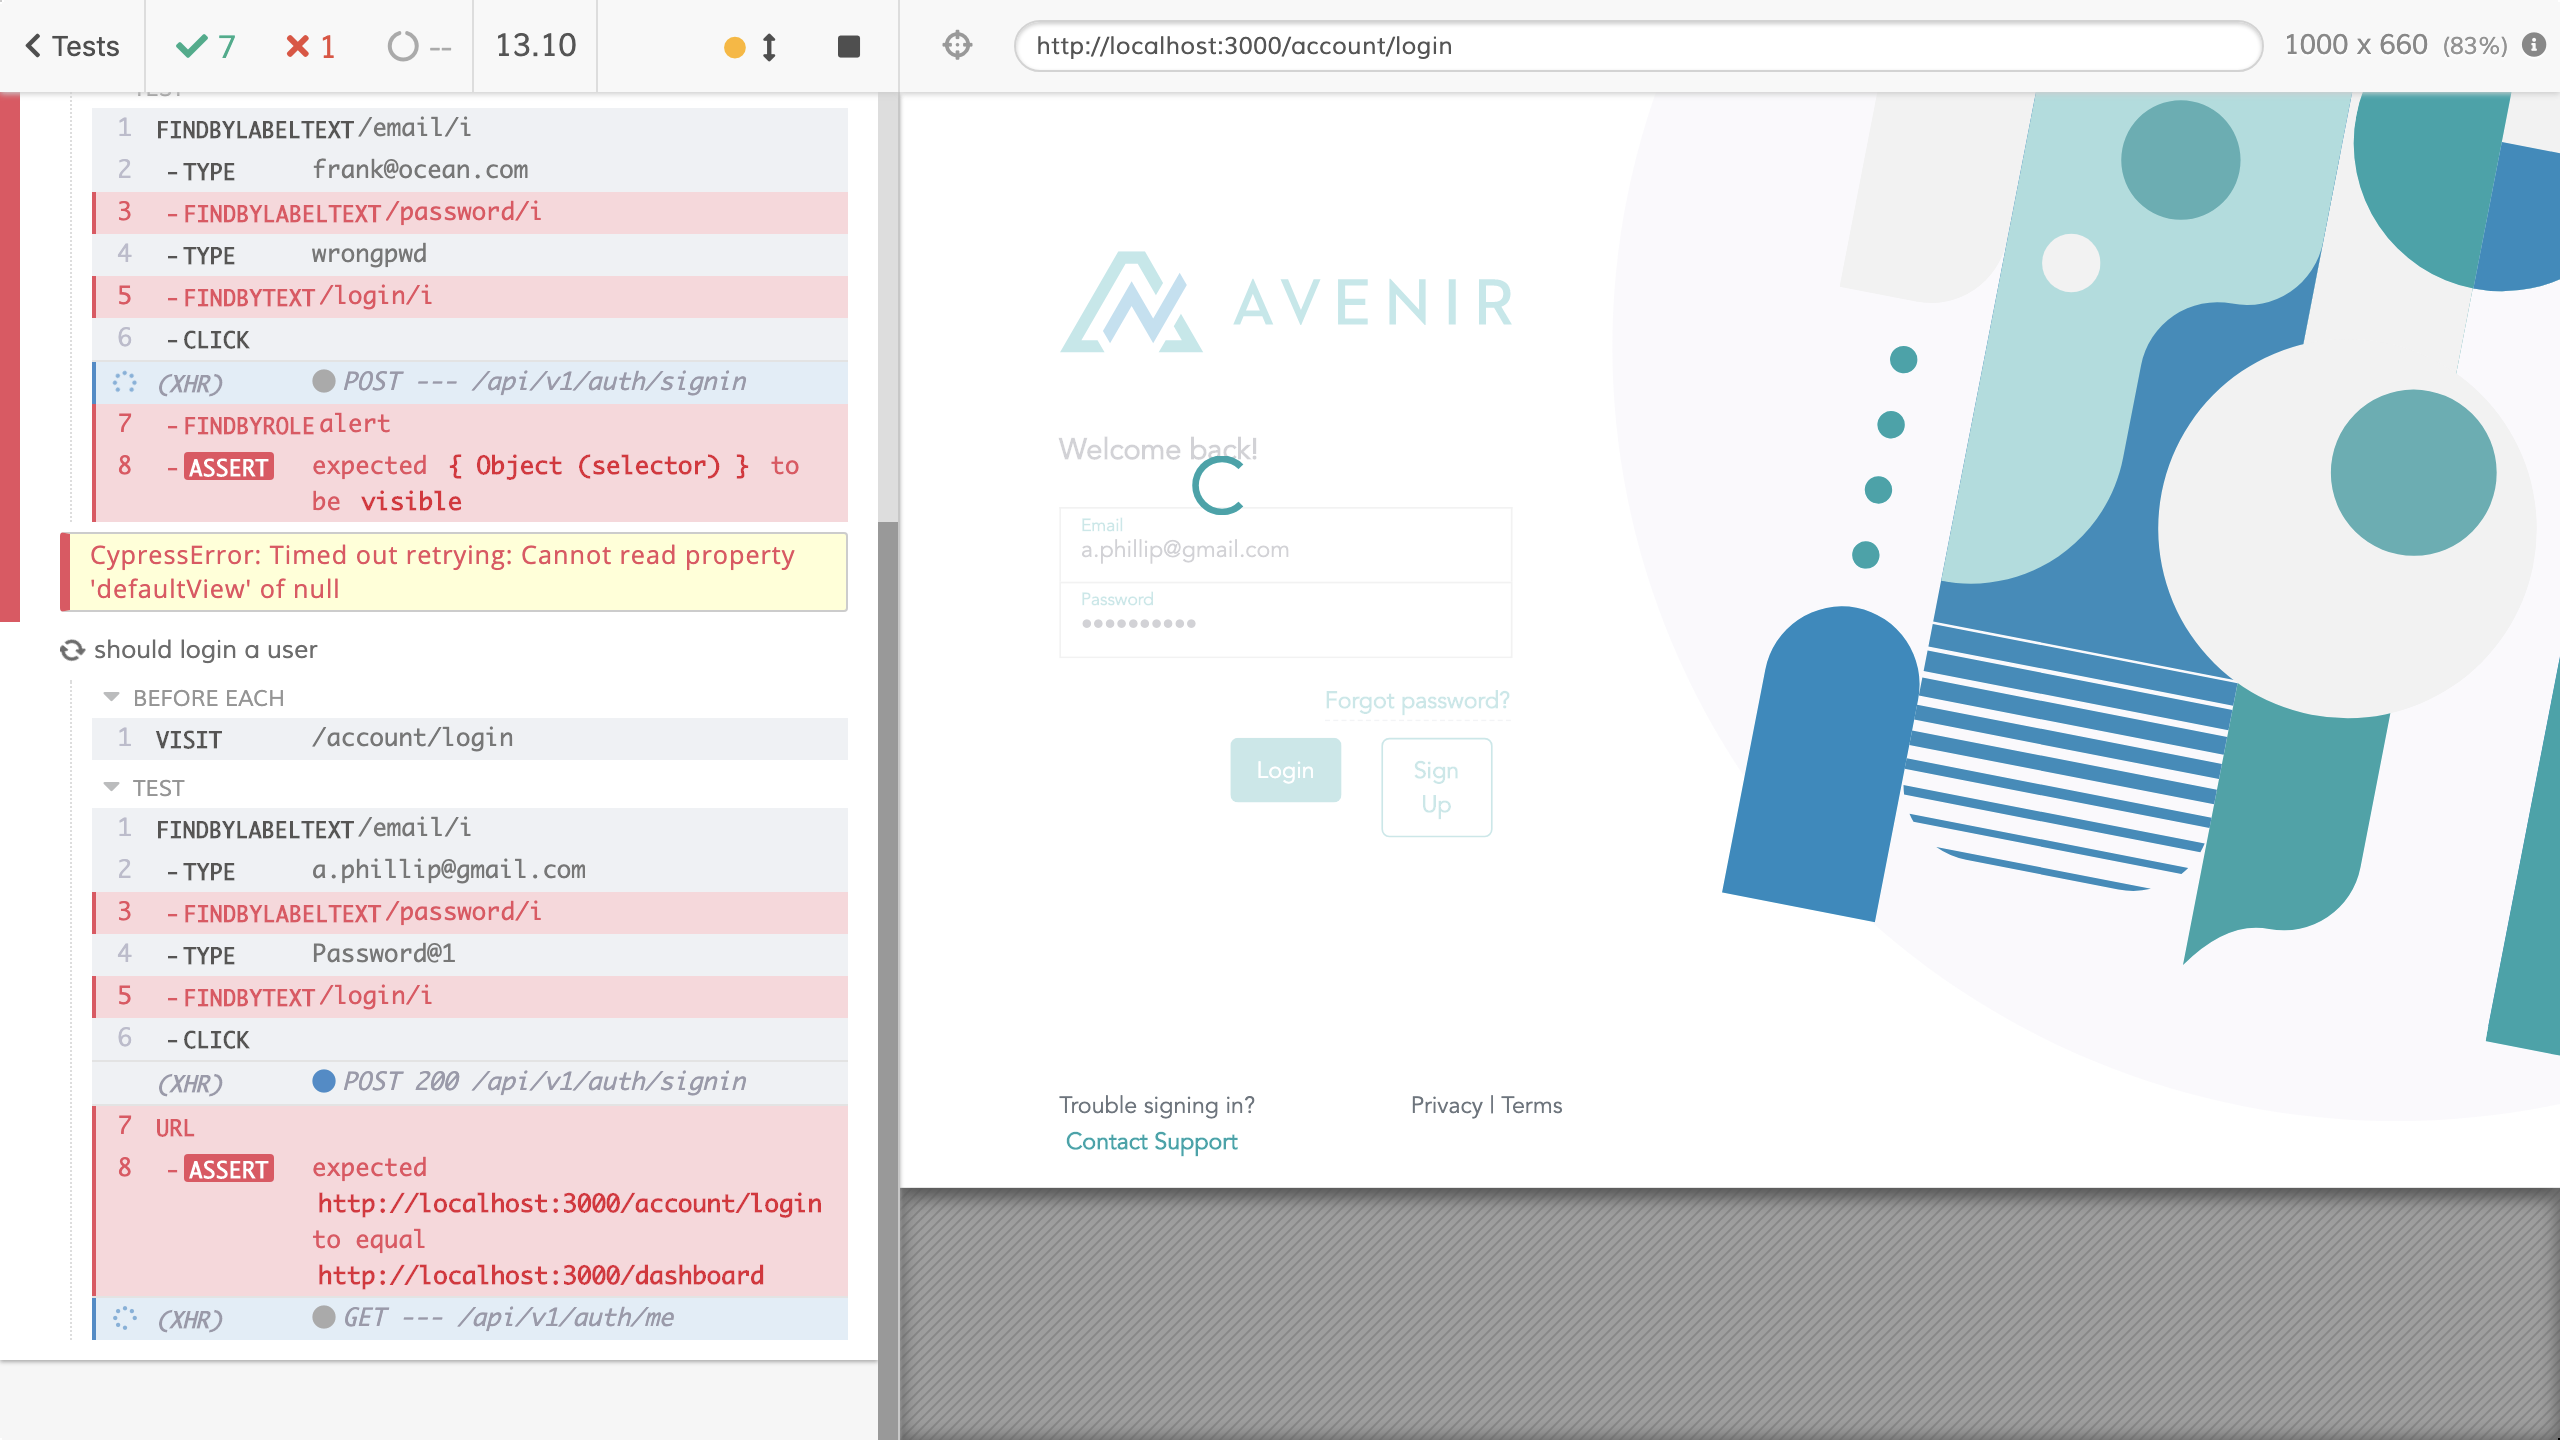 Tests
7
1
--
13.10
http://localhost:3000/account/login
1000 x 660 (83%)
TEST
1 FINDBYLABELTEXT /email/i
2 -TYPE frank@ocean.com
3 -FINDBYLABELTEXT /password/i
4 -TYPE wrongpwd
5 -FINDBYTEXT /login/i
6 -CLICK
(XHR) POST --- /api/v1/auth/signin
7 -FINDBYROLE alert
8 -ASSERT expected { Object (selector) } to
be visible
CypressError: Timed out retrying: Cannot read property
'defaultView' of null
should login a user
BEFORE EACH
1 VISIT /account/login
TEST
1 FINDBYLABELTEXT /email/i
2 -TYPE a.phillip@gmail.com
3 -FINDBYLABELTEXT /password/i
4 -TYPE Password@1
5 -FINDBYTEXT /login/i
6 -CLICK
(XHR) POST 200 /api/v1/auth/signin
7 URL
8 -ASSERT expected
http://localhost:3000/account/login
to equal
http://localhost:3000/dashboard
(XHR) GET --- /api/v1/auth/me
AVENIR
Welcome back!
Email
a.phillip@gmail.com
Password
••••••••••
Forgot password?
Login
Sign
Up
Trouble signing in?
Contact Support
Privacy | Terms